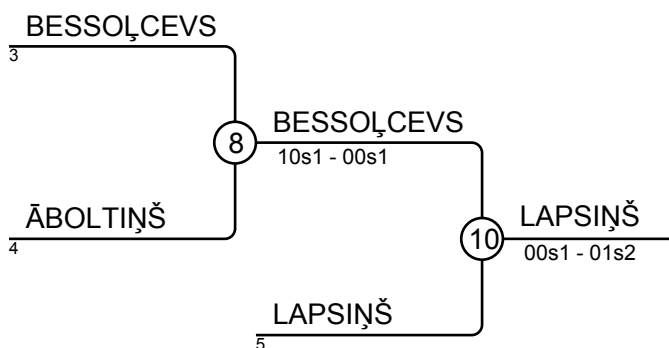 BESSOĻCEVS
3
8
BESSOĻCEVS
10s1 - 00s1
ĀBOLTIŅŠ
4
10
LAPSIŅŠ
00s1 - 01s2
LAPSIŅŠ
5